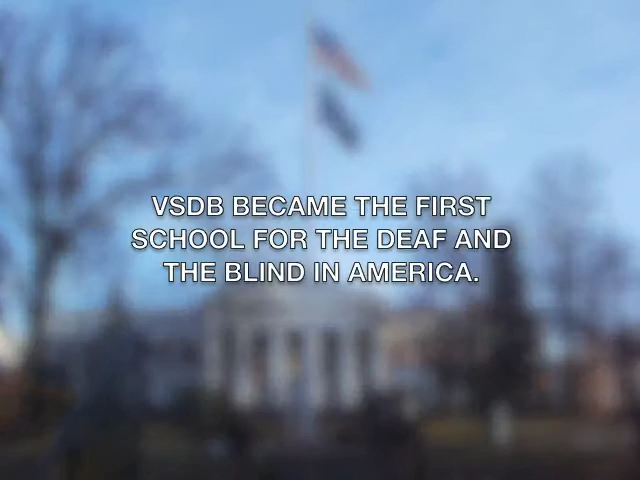 VSDB BECAME THE FIRST
SCHOOL FOR THE DEAF AND
THE BLIND IN AMERICA.